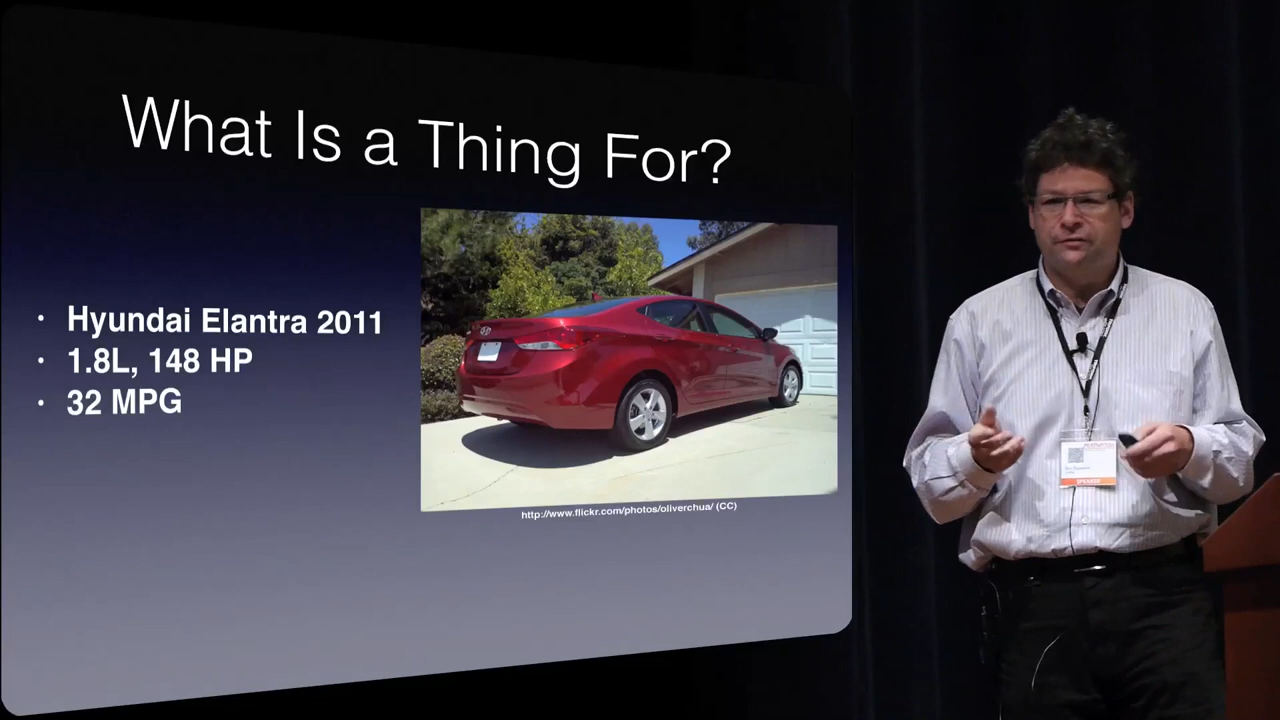 What Is a Thing For?
· Hyundai Elantra 2011
· 1.8L, 148 HP
· 32 MPG
http://www.flickr.com/photos/oliverchua/ (CC)
SPEAKER